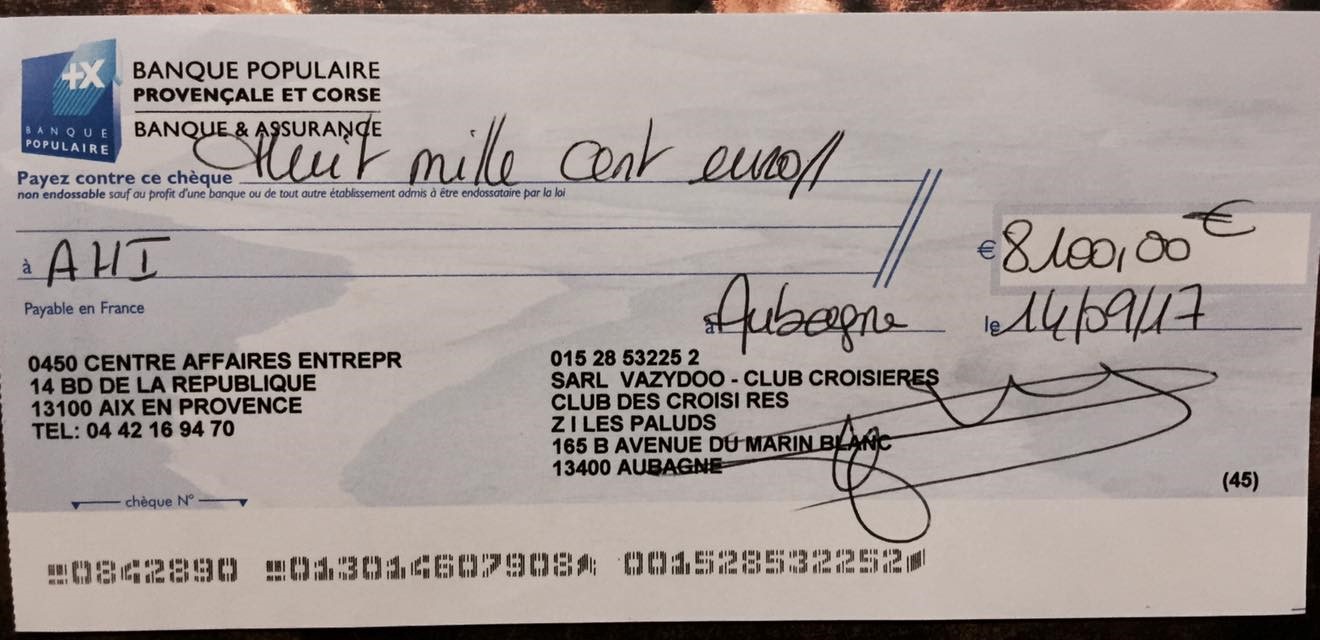 +X
BANQUE
POPULAIRE
BANQUE POPULAIRE
PROVENÇALE ET CORSE
BANQUE & ASSURANCE
Payez contre ce chèque Huit mille cent euros
non endossable sauf au profit d'une banque ou de tout autre établissement admis à être endossataire par la loi
€ 8100,00 €
à AHI
Payable en France
à Aubagne le 14/09/17
0450 CENTRE AFFAIRES ENTREPR
14 BD DE LA REPUBLIQUE
13100 AIX EN PROVENCE
TEL: 04 42 16 94 70
015 28 53225 2
SARL VAZYDOO - CLUB CROISIERES
CLUB DES CROISI RES
Z I LES PALUDS
165 B AVENUE DU MARIN BLANC
13400 AUBAGNE
(45)
chèque N°
0842890 013014607908 001528532252